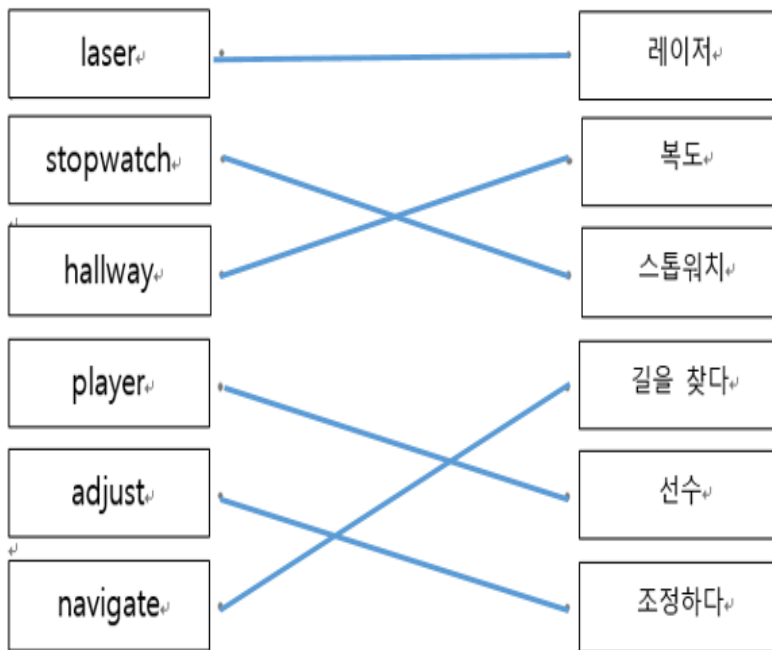 laser
레이저
stopwatch
복도
hallway
스톱워치
player
길을 찾다
adjust
선수
navigate
조정하다